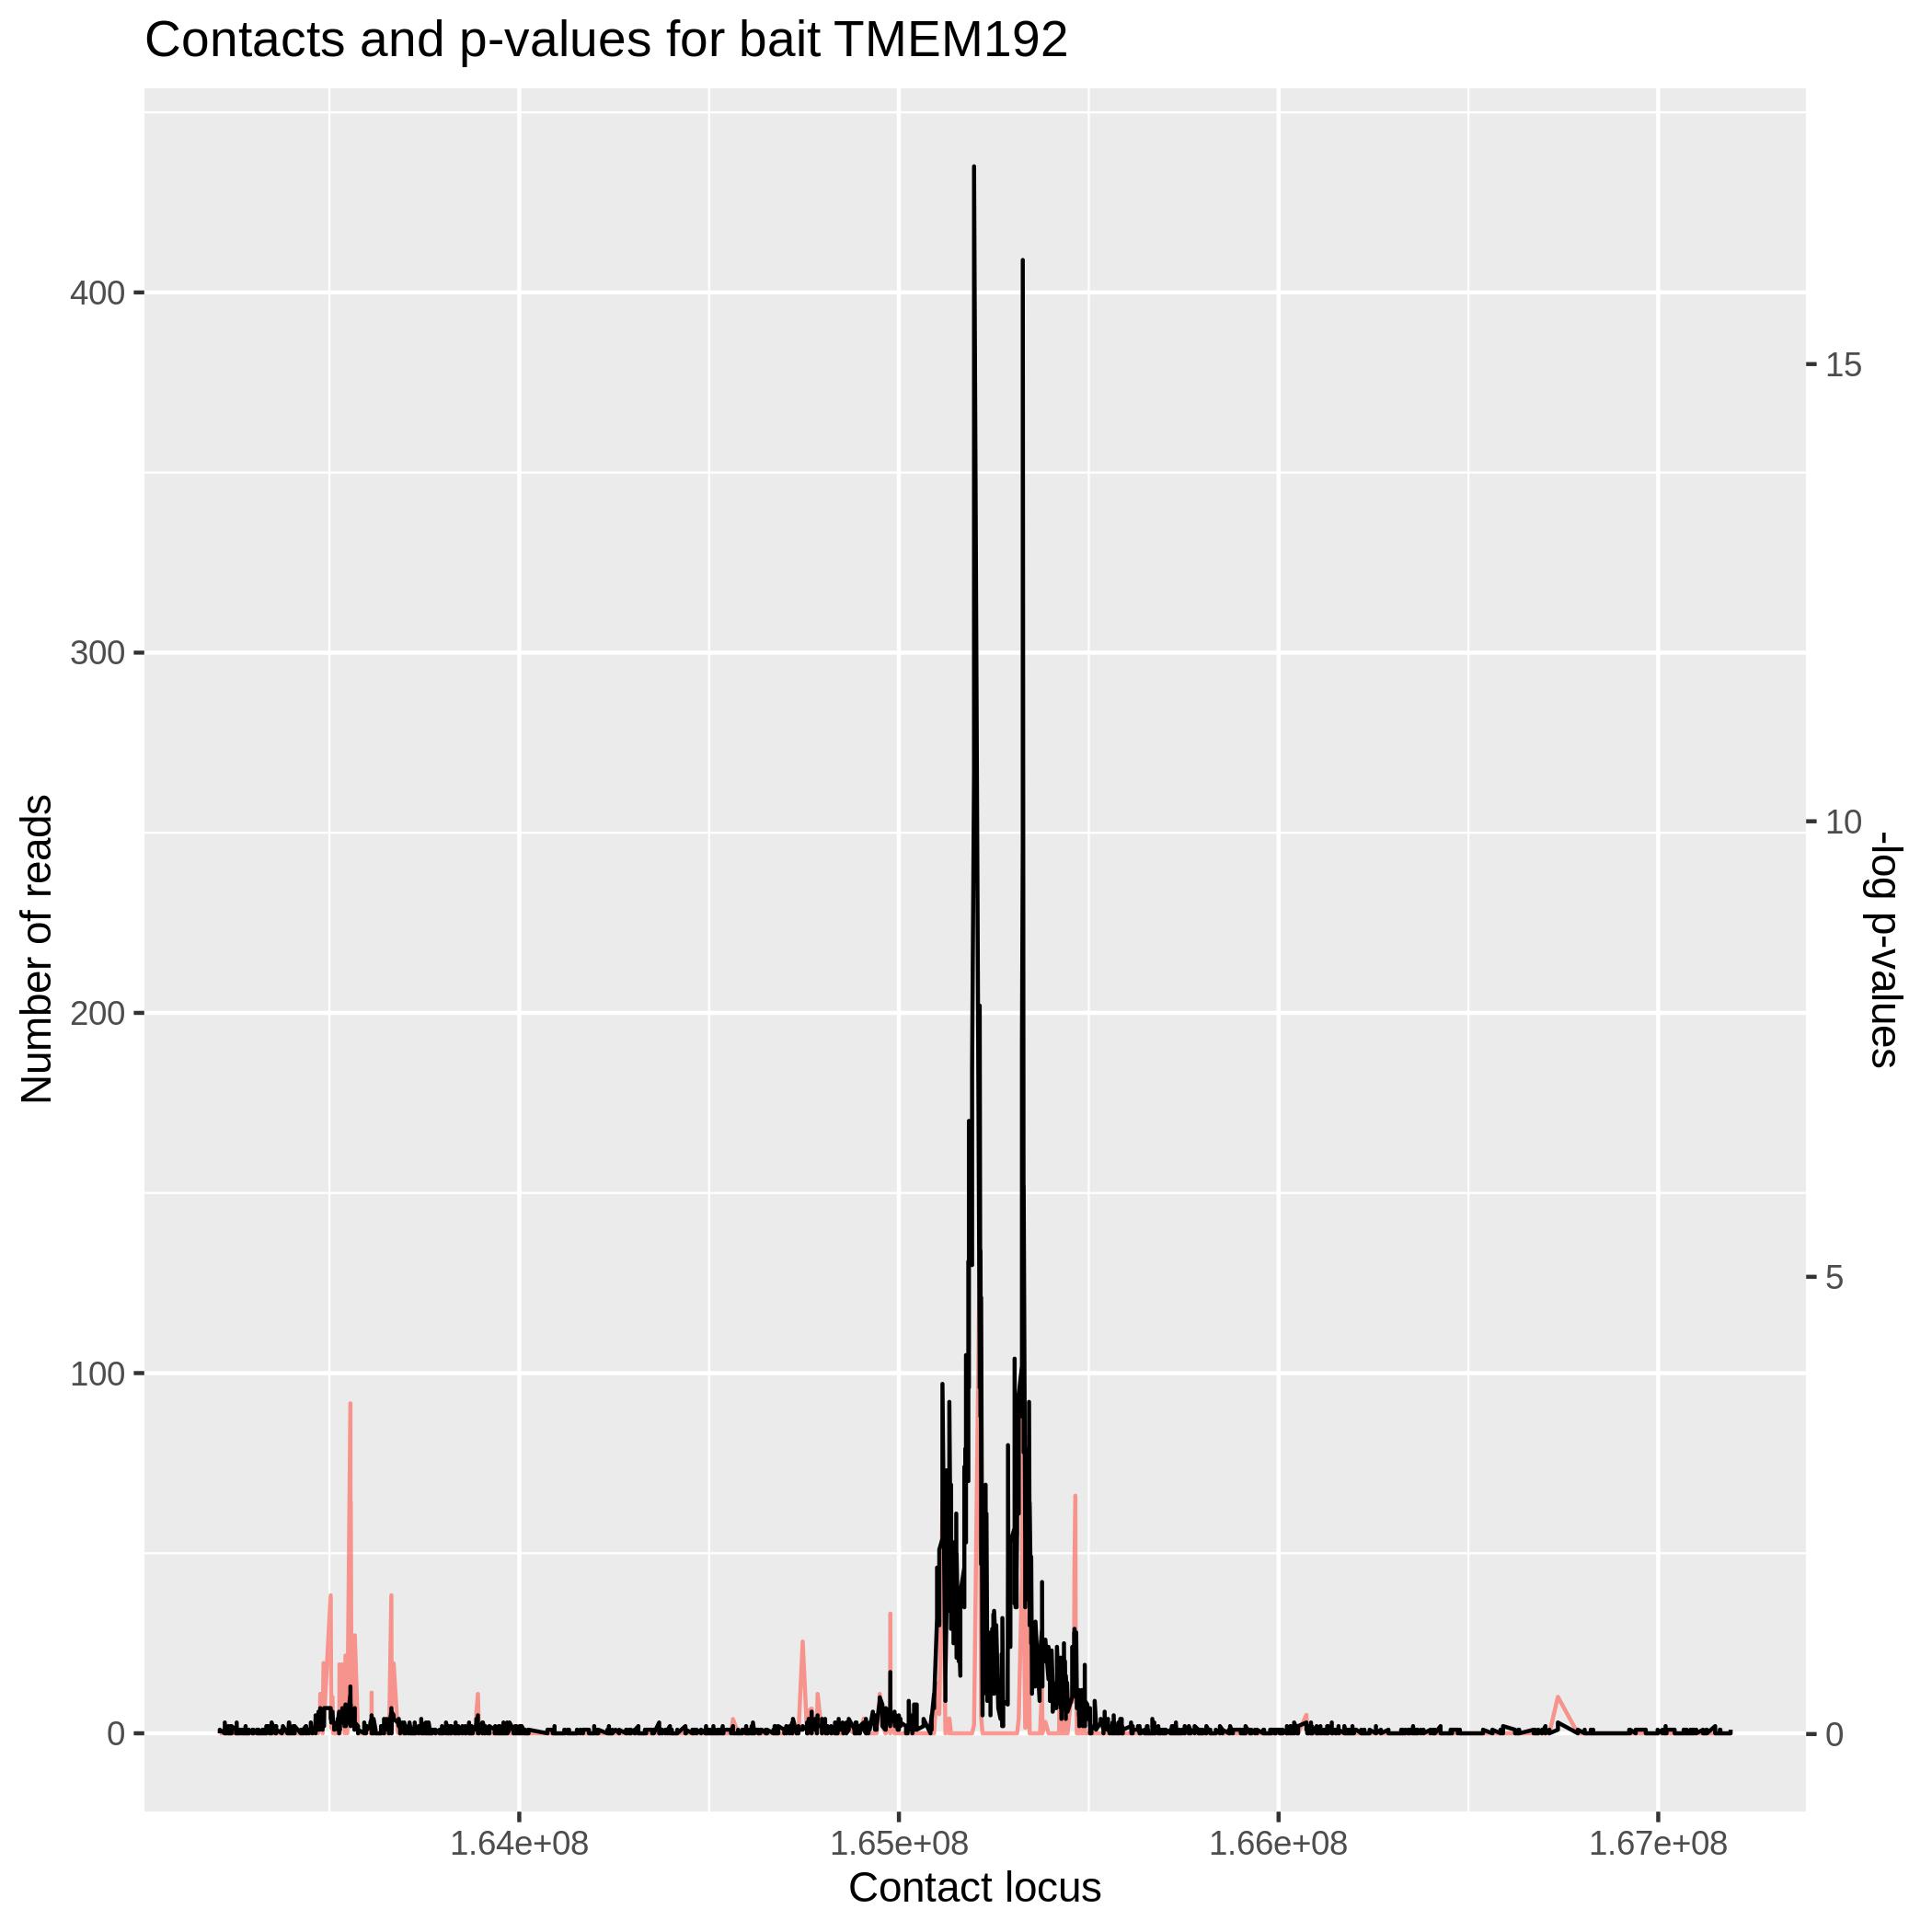 Contacts and p-values for bait TMEM192
Number of reads
400
300
200
100
0
15
10
5
0
-log p-values
1.64e+08
1.65e+08
1.66e+08
1.67e+08
Contact locus